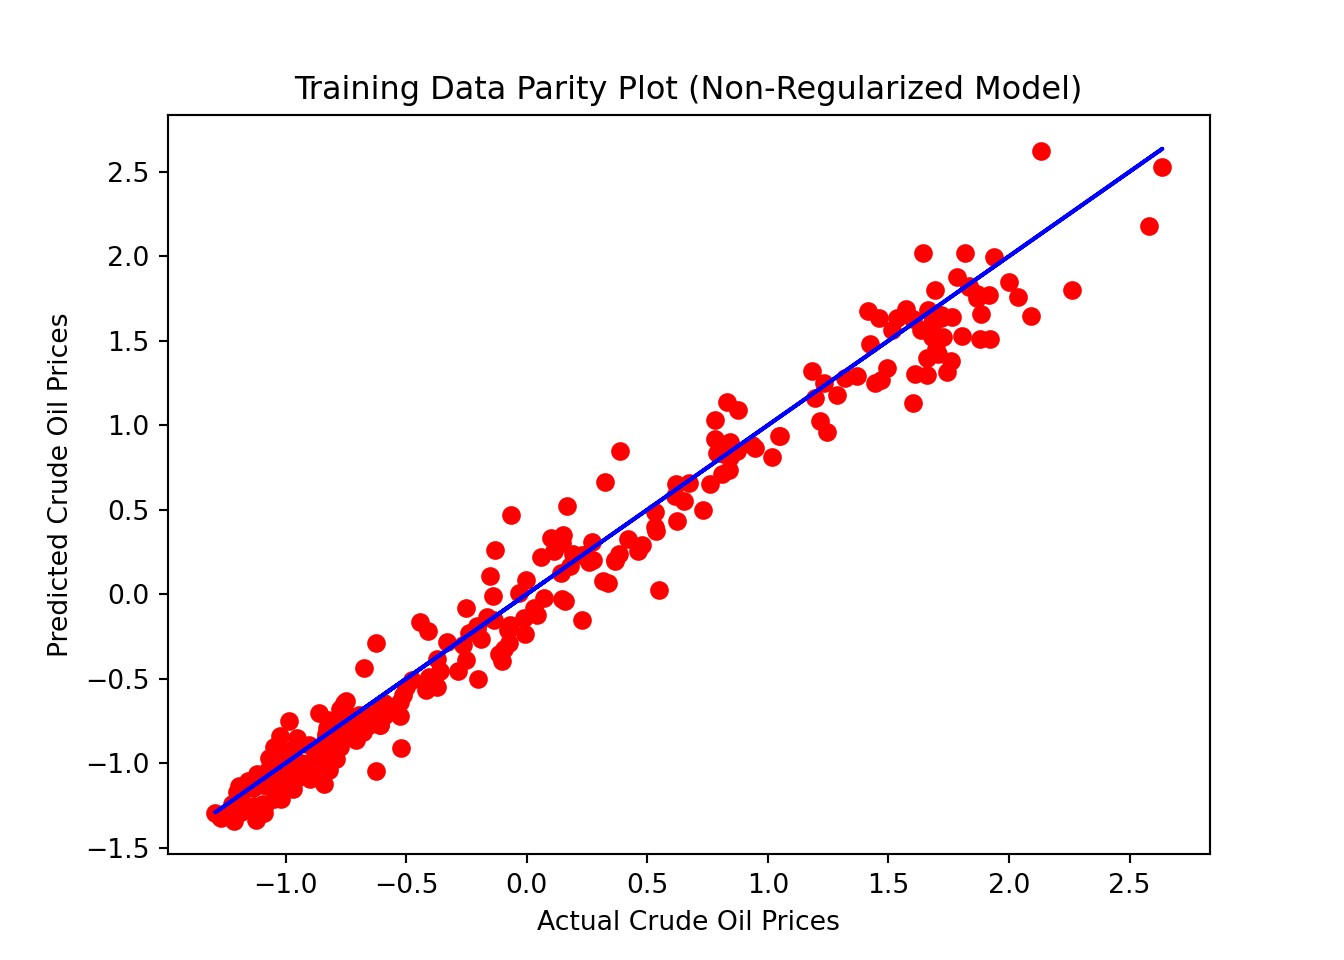 Training Data Parity Plot (Non-Regularized Model)
2.5
2.0
1.5
1.0
0.5
0.0
−0.5
−1.0
−1.5
Predicted Crude Oil Prices
−1.0 −0.5 0.0 0.5 1.0 1.5 2.0 2.5
Actual Crude Oil Prices